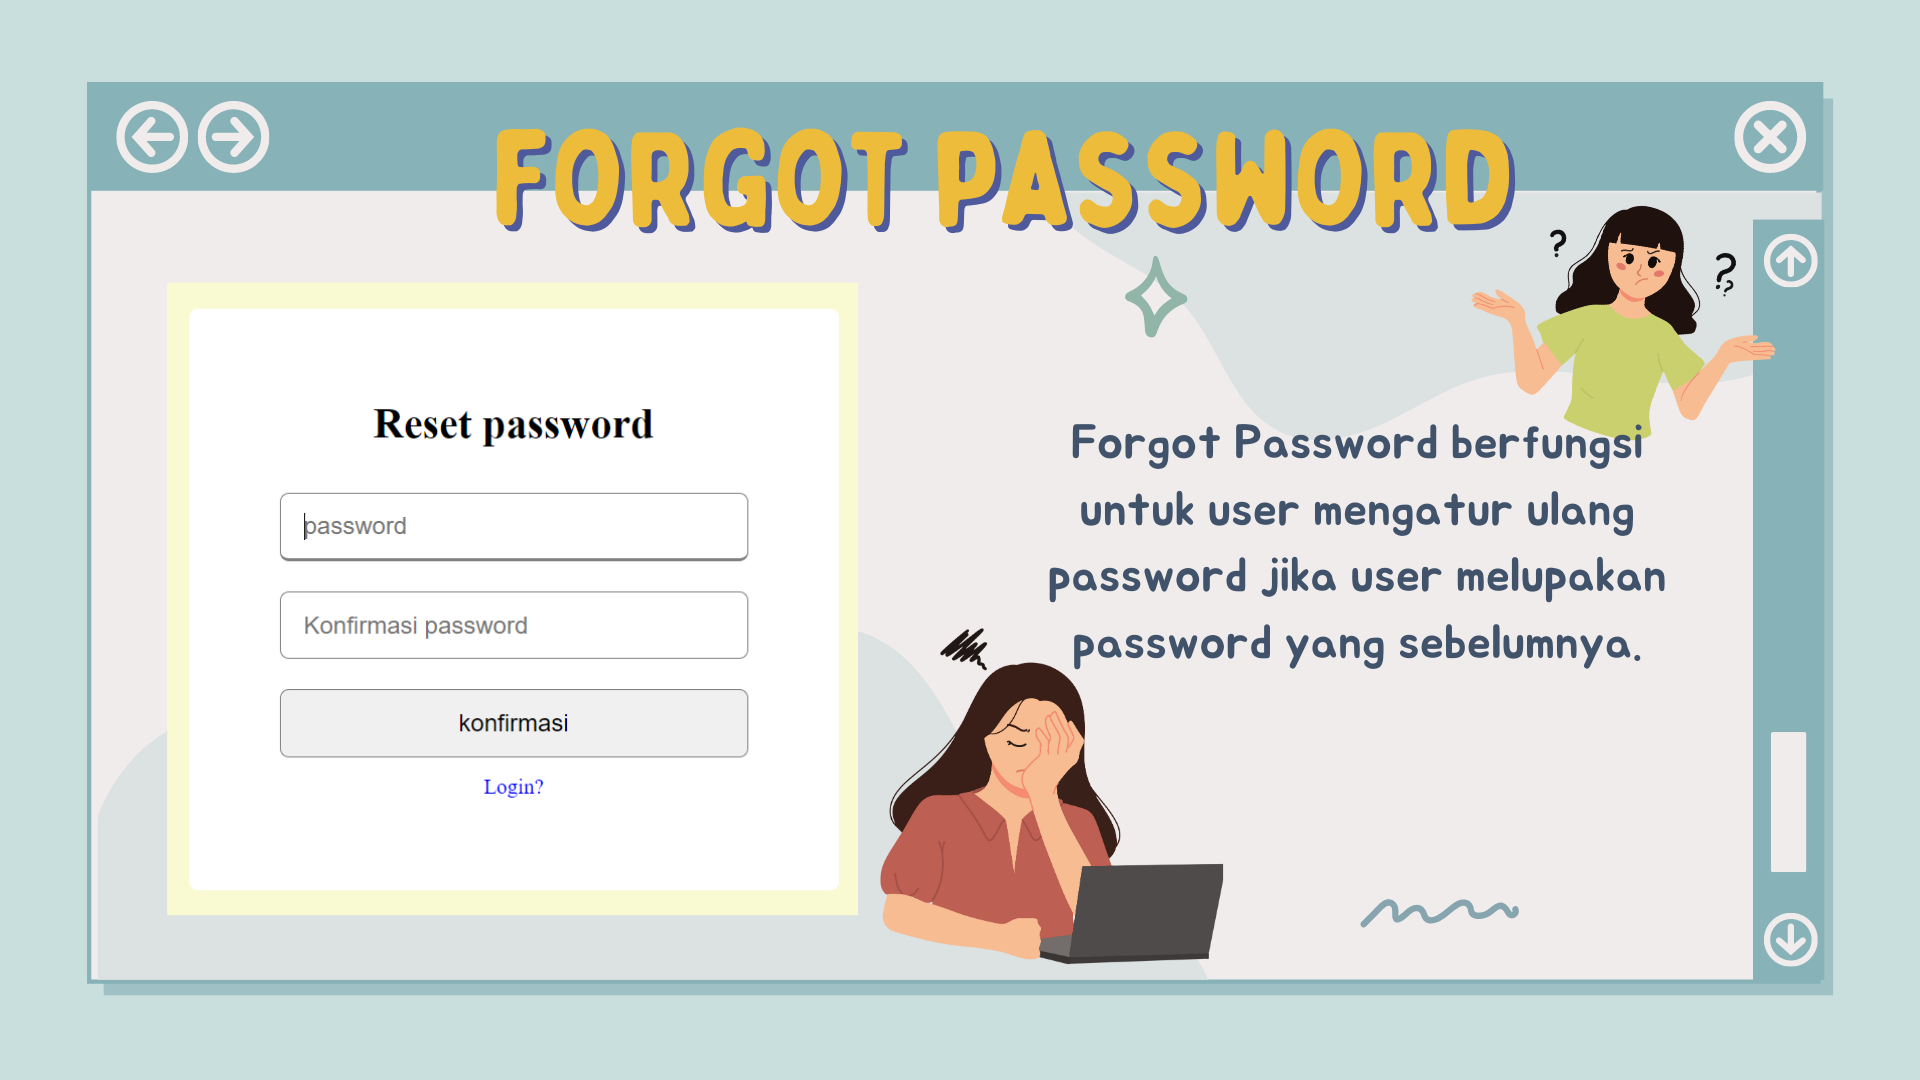 FORGOT PASSWORD
?
?
?
Reset password
password
Konfirmasi password
konfirmasi
Login?
Forgot Password berfungsi
untuk user mengatur ulang
password jika user melupakan
password yang sebelumnya.